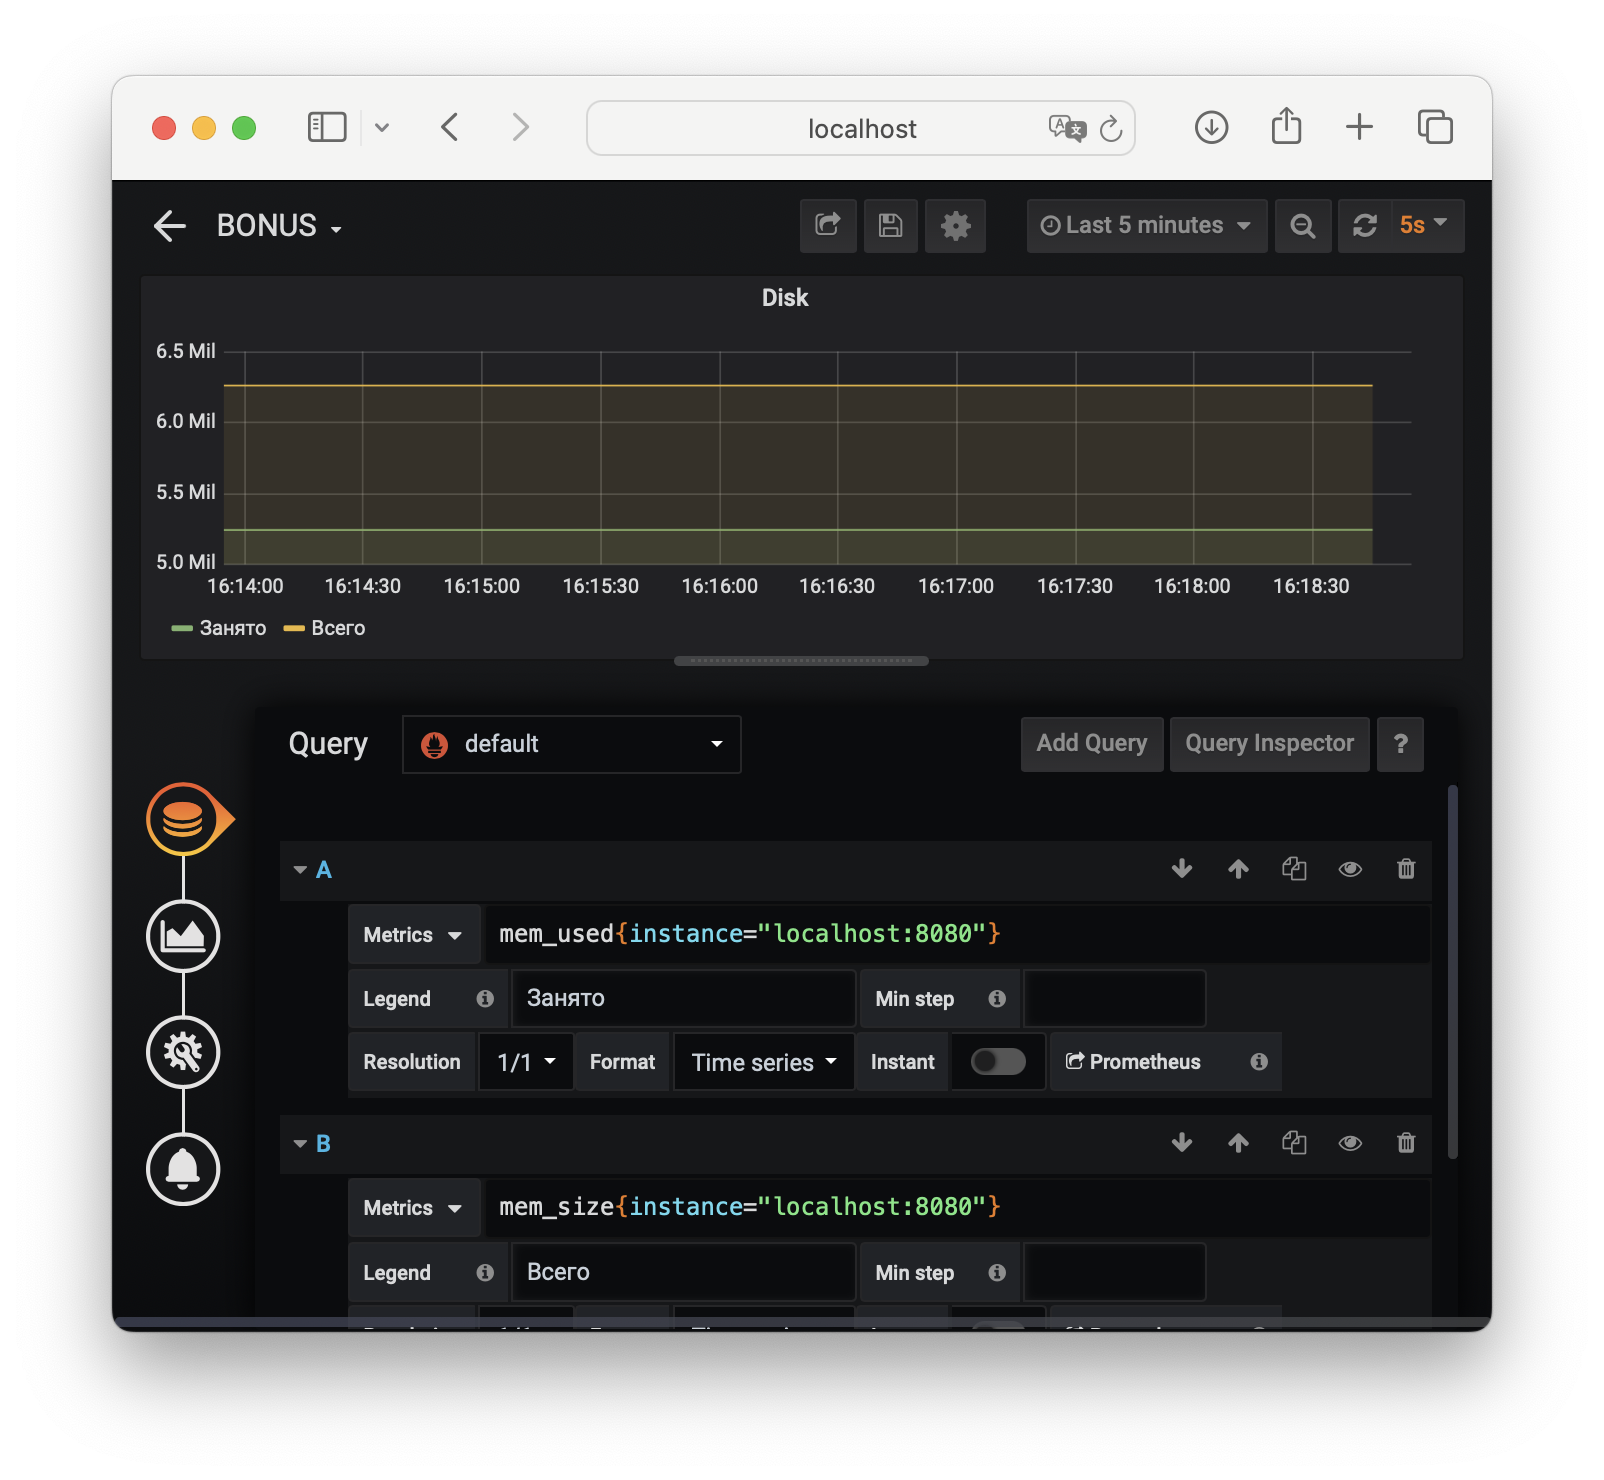 localhost
BONUS
Last 5 minutes
5s
Disk
6.5 Mil
6.0 Mil
5.5 Mil
5.0 Mil
16:14:00 16:14:30 16:15:00 16:15:30 16:16:00 16:16:30 16:17:00 16:17:30 16:18:00 16:18:30
Занято Всего
Query default Add Query Query Inspector ?
A
Metrics mem_used{instance="localhost:8080"}
Legend Занято Min step
Resolution 1/1 Format Time series Instant Prometheus
B
Metrics mem_size{instance="localhost:8080"}
Legend Всего Min step